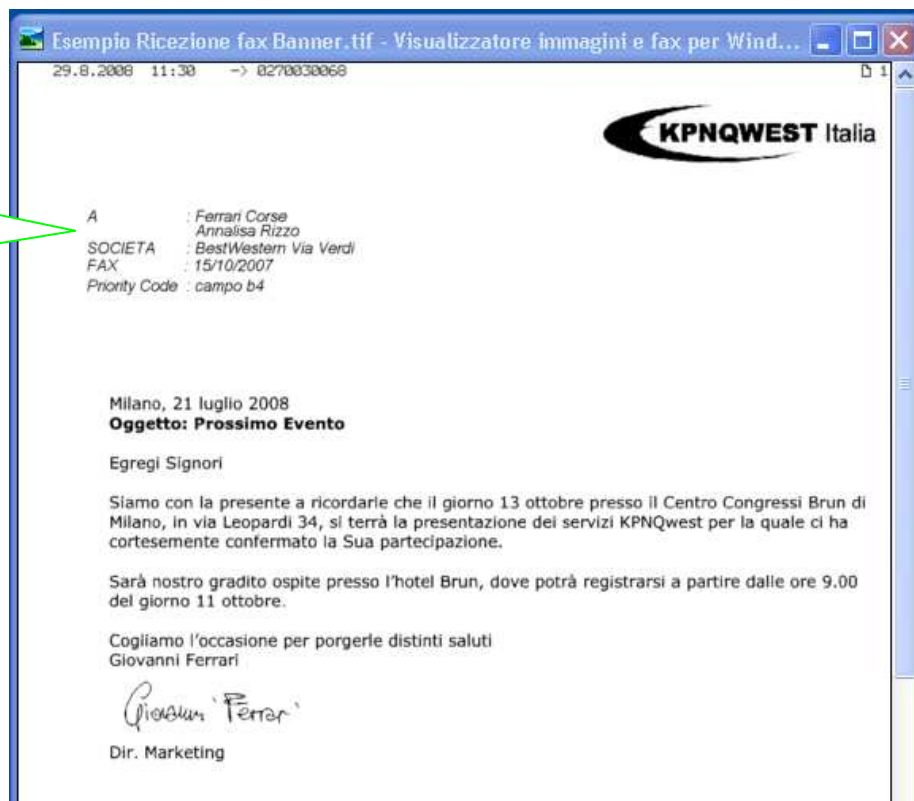 Esempio Ricezione fax Banner.tif - Visualizzatore immagini e fax per Wind...
29.8.2008 11:30 -> 0270030068 1
KPNQWEST Italia
A : Ferrari Corse
Annalisa Rizzo
SOCIETA : BestWestern Via Verdi
FAX : 15/10/2007
Priority Code : campo b4
Milano, 21 luglio 2008
Oggetto: Prossimo Evento
Egregi Signori
Siamo con la presente a ricordarle che il giorno 13 ottobre presso il Centro Congressi Brun di
Milano, in via Leopardi 34, si terrà la presentazione dei servizi KPNQwest per la quale ci ha
cortesemente confermato la Sua partecipazione.
Sarà nostro gradito ospite presso l'hotel Brun, dove potrà registrarsi a partire dalle ore 9.00
del giorno 11 ottobre.
Cogliamo l'occasione per porgerle distinti saluti
Giovanni Ferrari
Giovanni Ferrari
Dir. Marketing